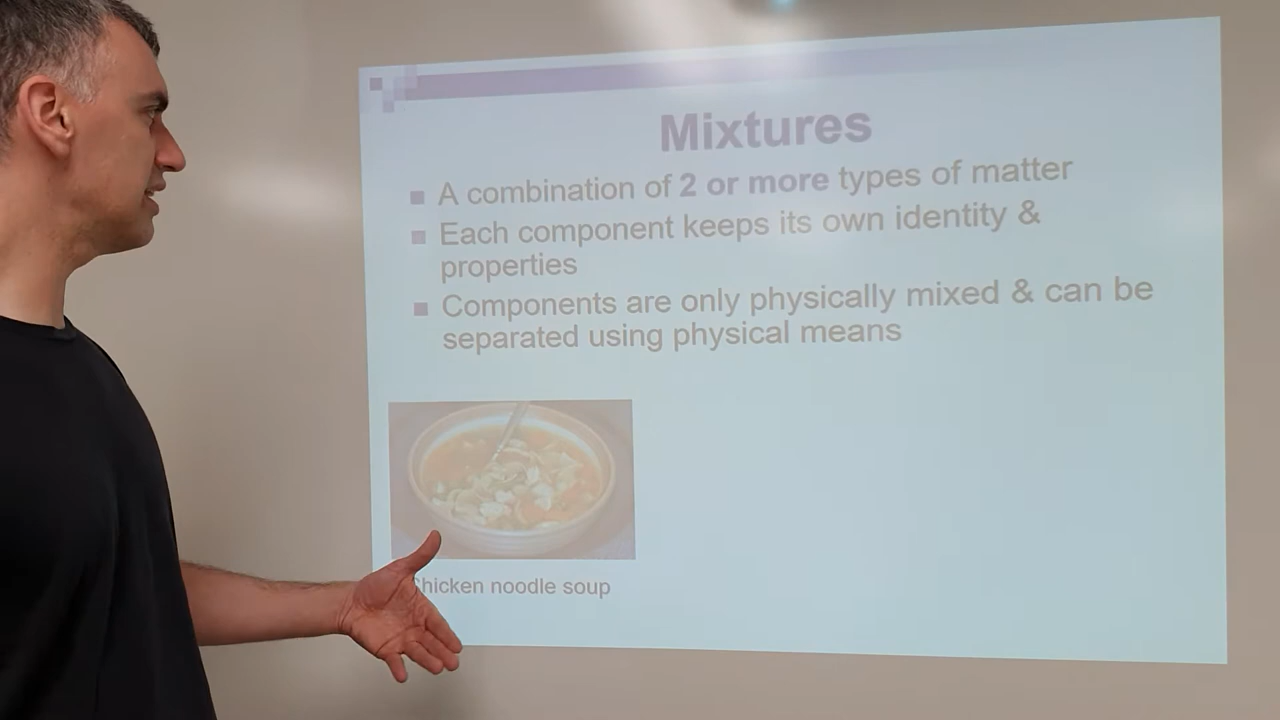 Mixtures
A combination of 2 or more types of matter
Each component keeps its own identity &
properties
Components are only physically mixed & can be
separated using physical means
Chicken noodle soup